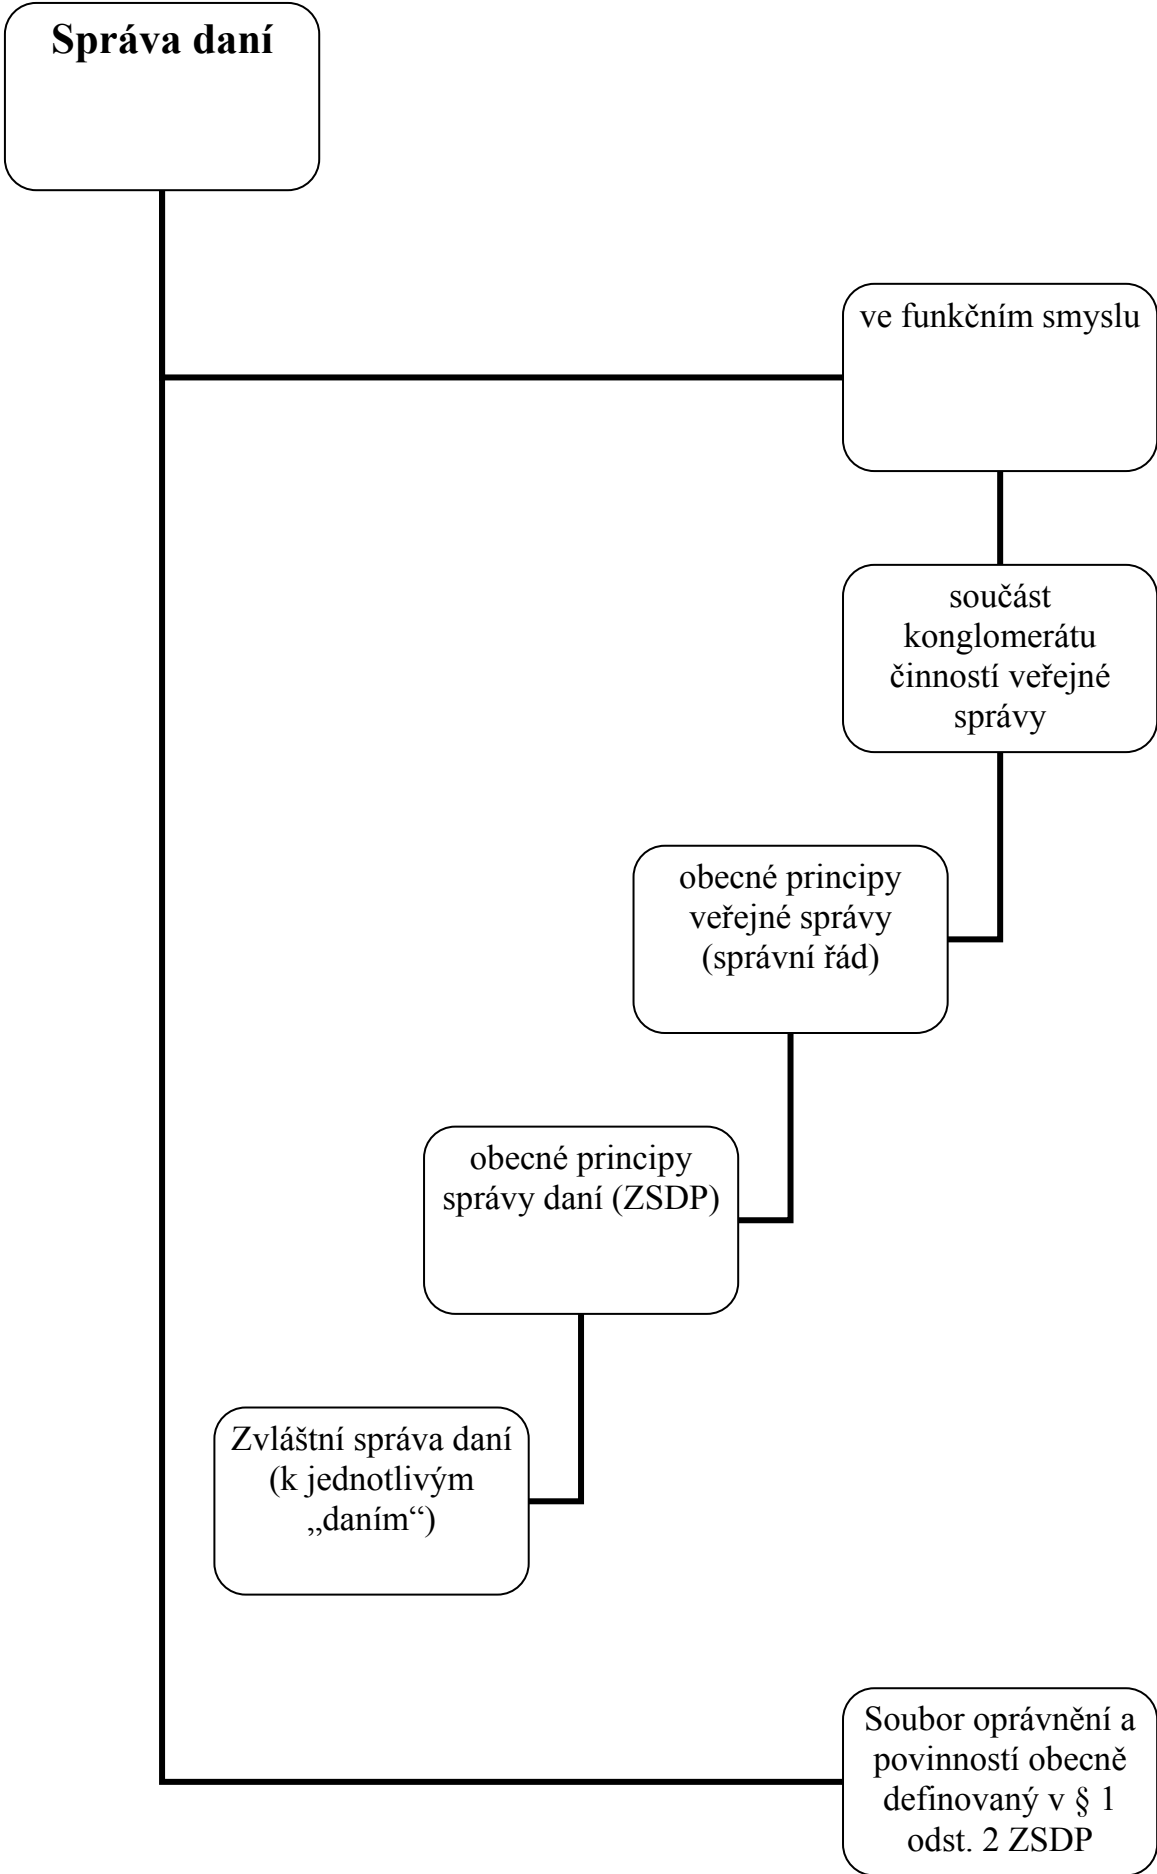 Správa daní
ve funkčním smyslu
součást
konglomerátu
činností veřejné
správy
obecné principy
veřejné správy
(správní řád)
obecné principy
správy daní (ZSDP)
Zvláštní správa daní
(k jednotlivým
„daním“)
Soubor oprávnění a
povinností obecně
definovaný v § 1
odst. 2 ZSDP